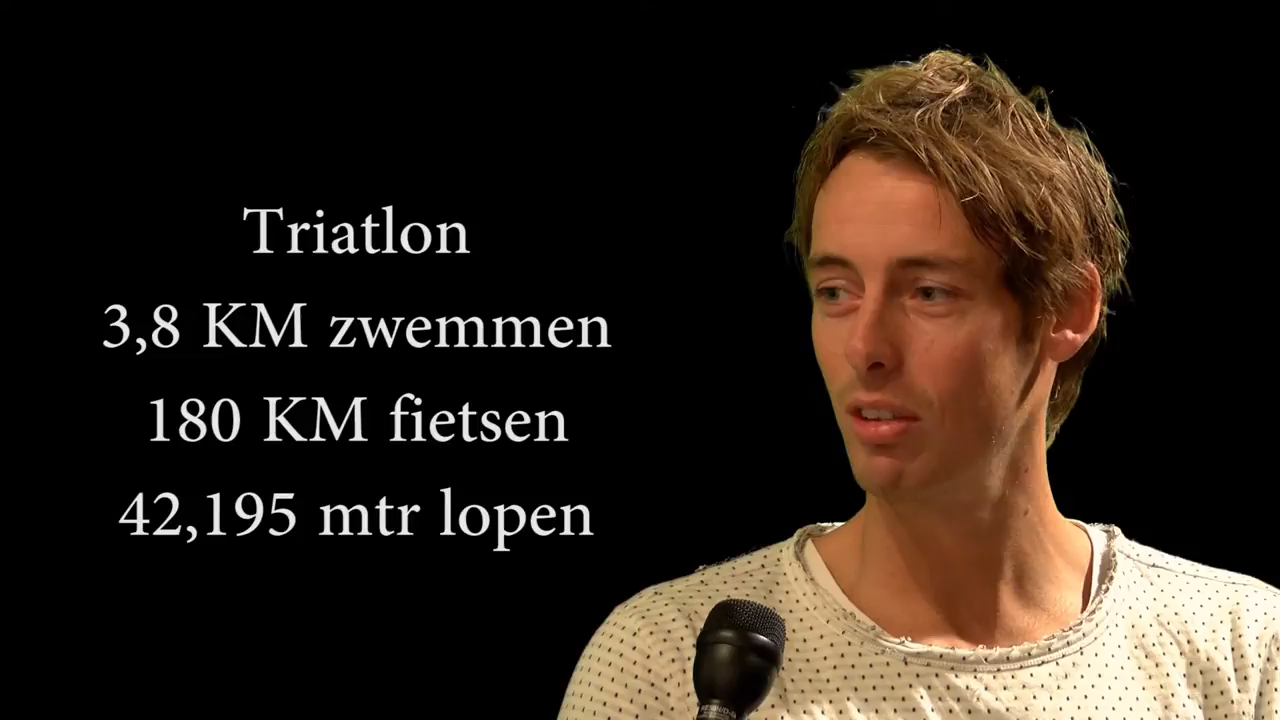 Triatlon
3,8 KM zwemmen
180 KM fietsen
42,195 mtr lopen